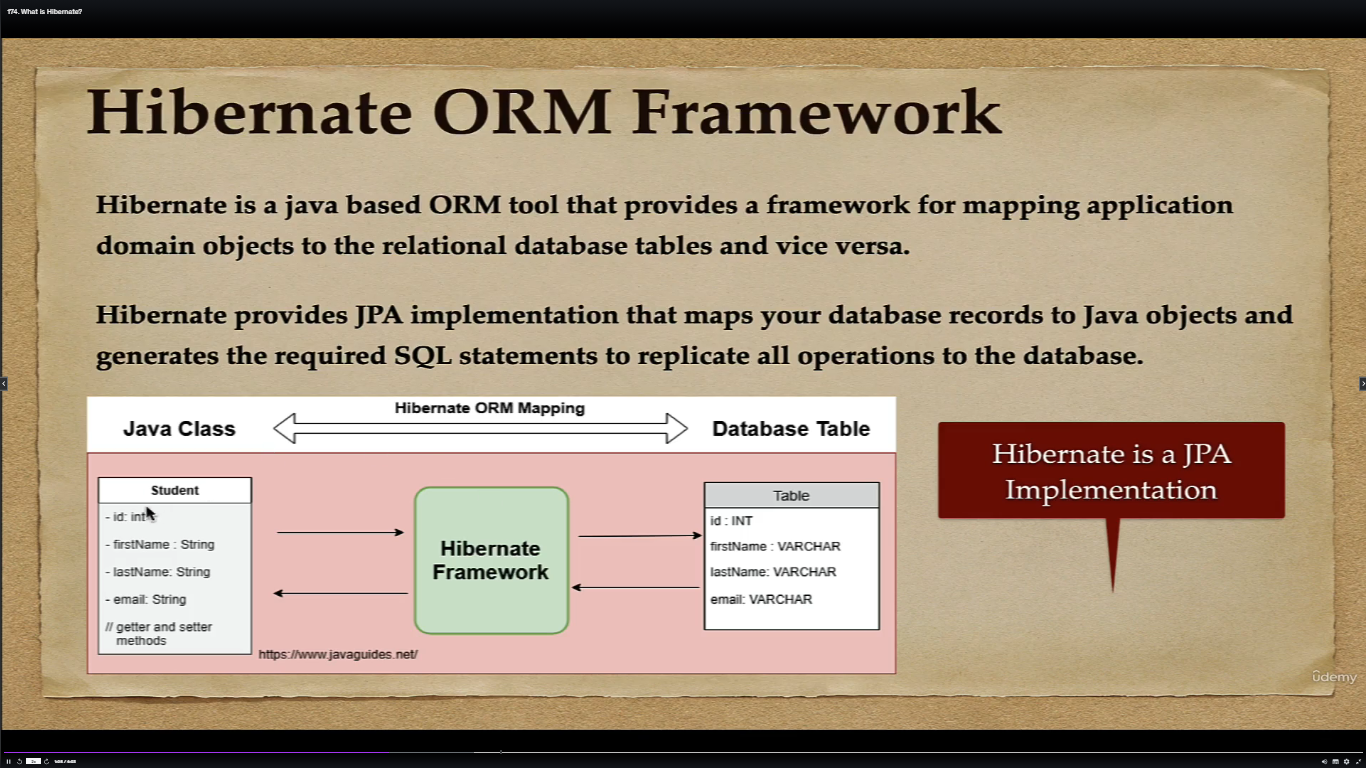 174. What is Hibernate?
Hibernate ORM Framework
Hibernate is a java based ORM tool that provides a framework for mapping application
domain objects to the relational database tables and vice versa.
Hibernate provides JPA implementation that maps your database records to Java objects and
generates the required SQL statements to replicate all operations to the database.
Hibernate ORM Mapping
Java Class
Database Table
Student
- id: int
- firstName : String
- lastName: String
- email: String
// getter and setter
methods
Hibernate
Framework
Table
id : INT
firstName : VARCHAR
lastName: VARCHAR
email: VARCHAR
https://www.javaguides.net/
Hibernate is a JPA
Implementation
ûdemy